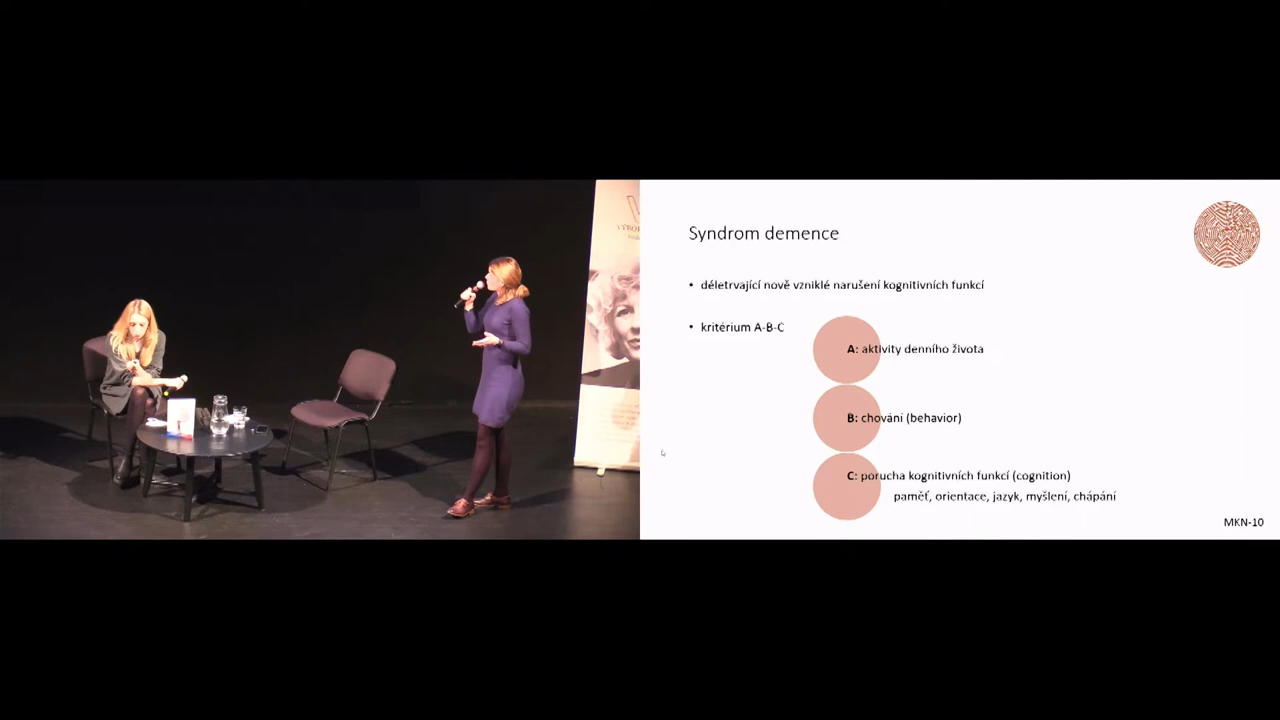 Syndrom demence
• déletrvající nově vzniklé narušení kognitivních funkcí
• kritérium A-B-C
A: aktivity denního života
B: chování (behavior)
C: porucha kognitivních funkcí (cognition)
paměť, orientace, jazyk, myšlení, chápání
MKN-10